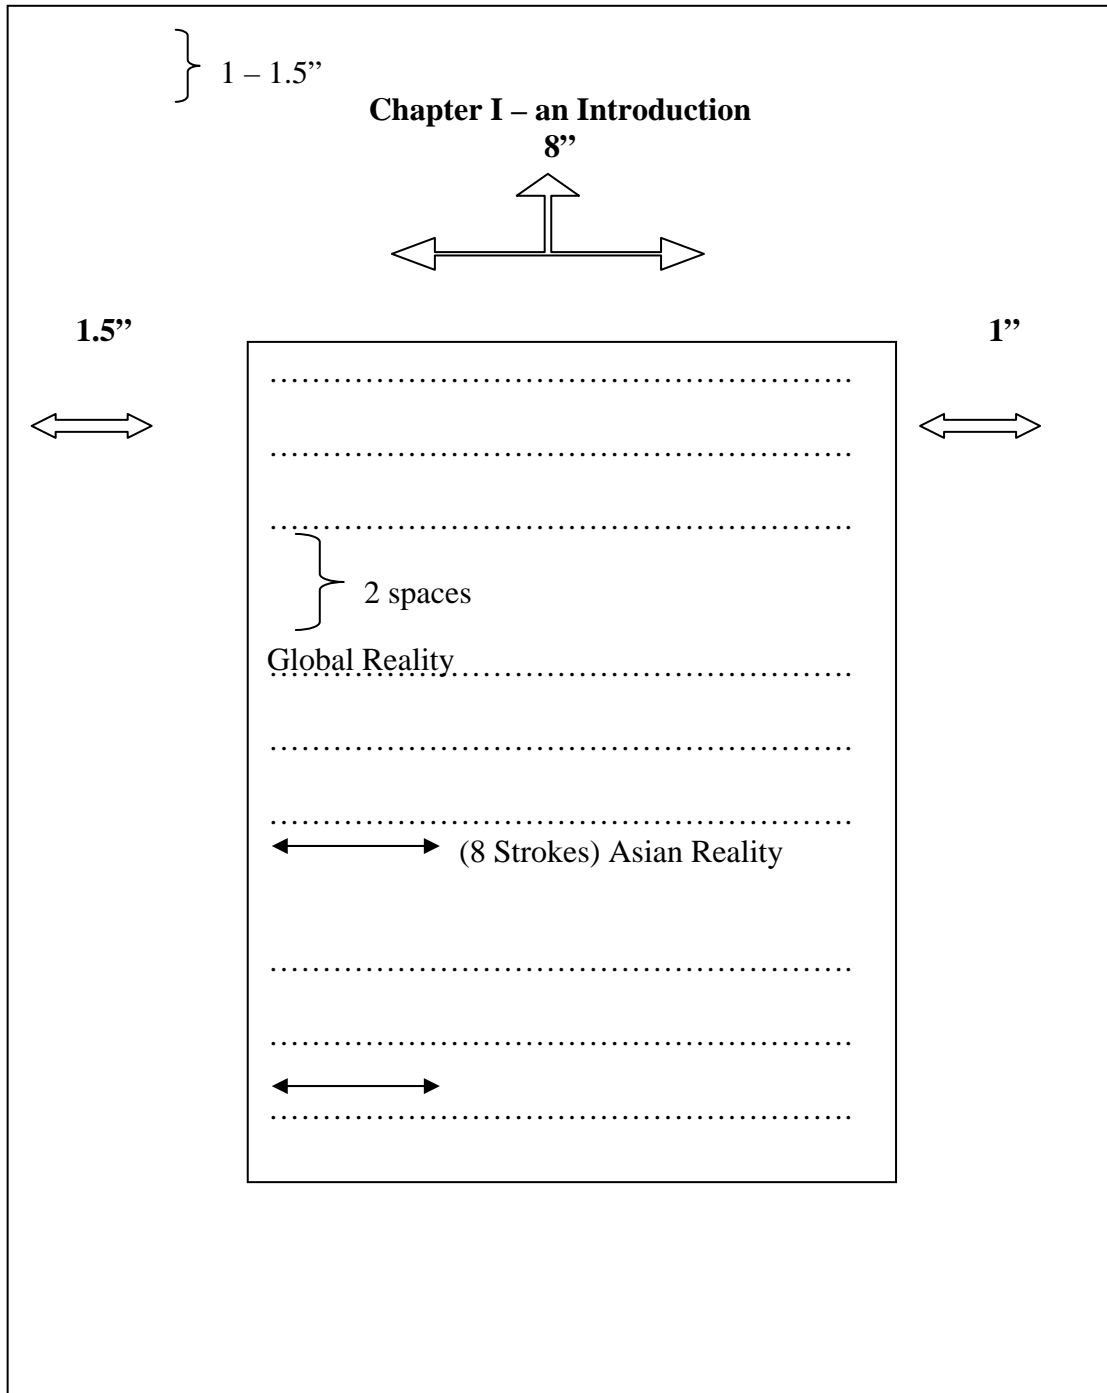 1 – 1.5”
Chapter I – an Introduction
8”
1.5”
1”
………………………………………………
………………………………………………
………………………………………………
2 spaces
Global Reality
………………………………………………
………………………………………………
………………………………………………
(8 Strokes) Asian Reality
………………………………………………
………………………………………………
………………………………………………